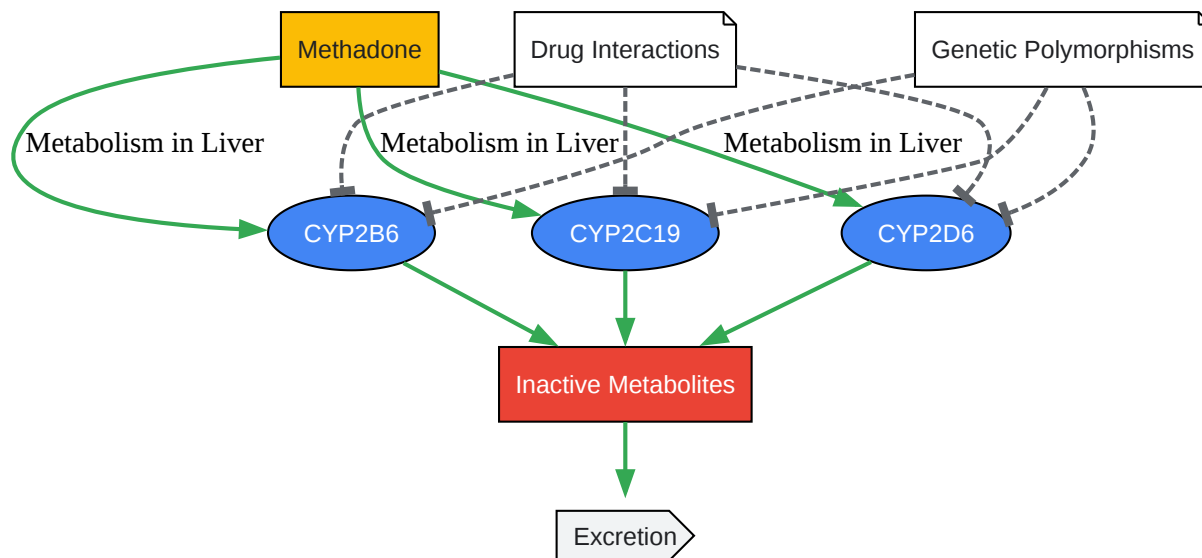 Methadone
Drug Interactions
Genetic Polymorphisms
Metabolism in Liver
Metabolism in Liver
Metabolism in Liver
CYP2B6
CYP2C19
CYP2D6
Inactive Metabolites
Excretion